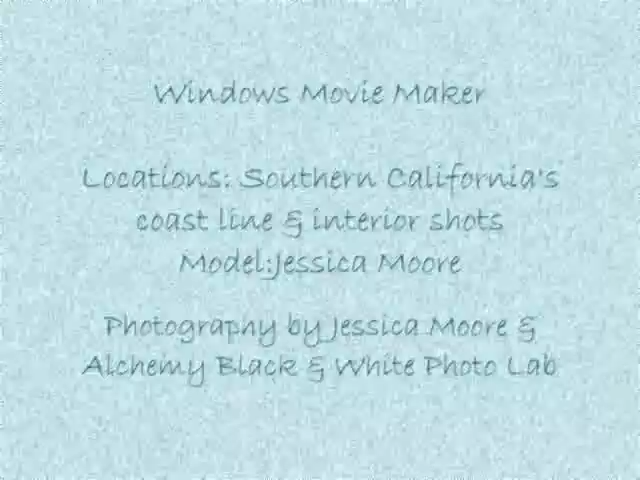 Windows Movie Maker
Locations: Southern California's
coast line & interior shots
Model:Jessica Moore
Photography by Jessica Moore &
Alchemy Black & White Photo Lab